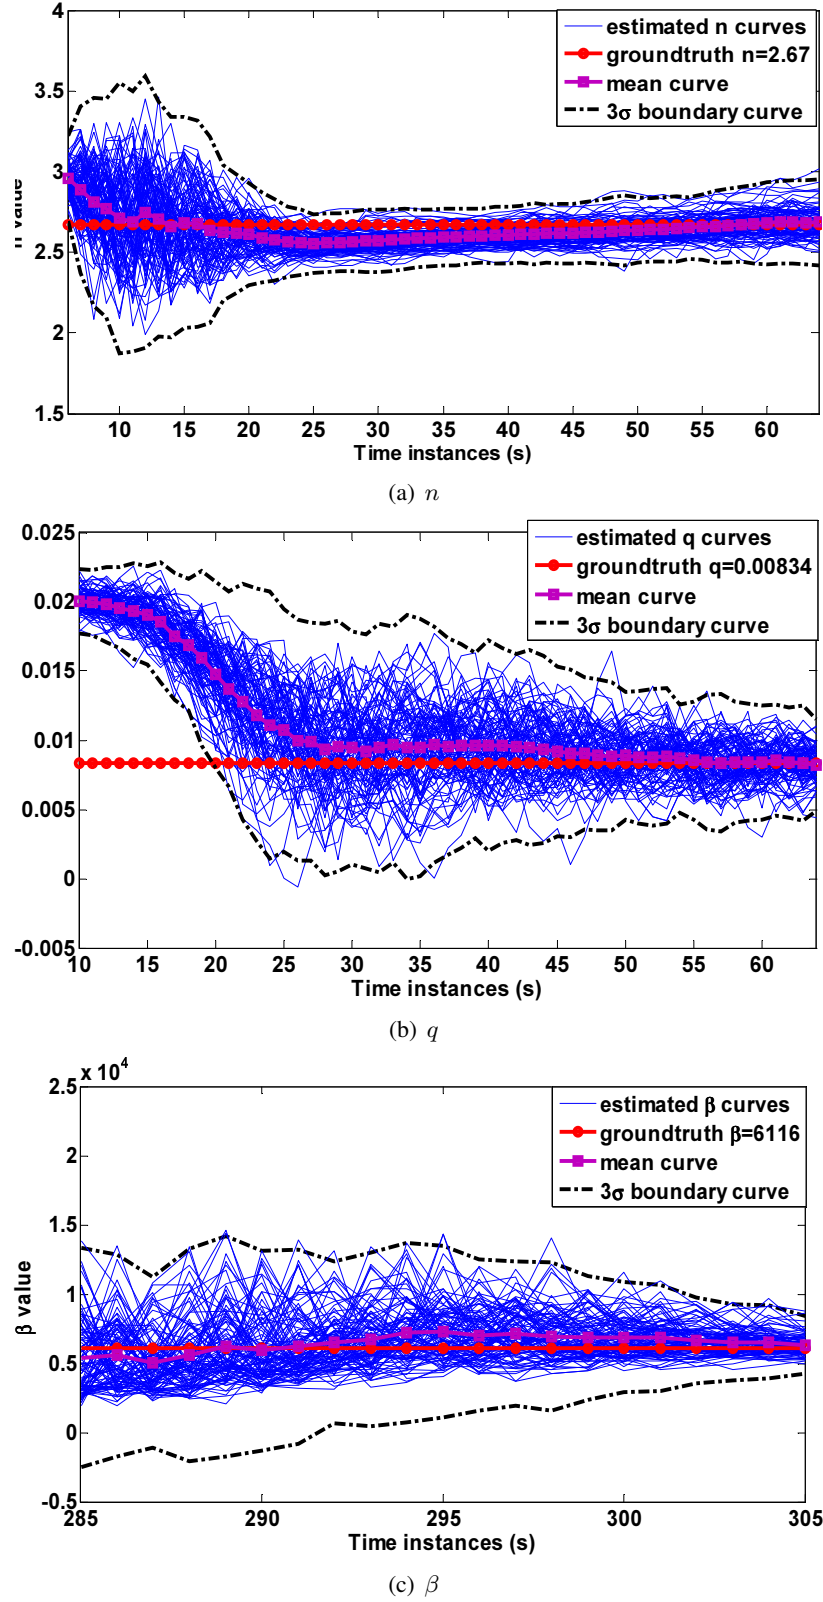 estimated n curves
groundtruth n=2.67
mean curve
3σ boundary curve
4
3.5
3
2.5
2
1.5
n value
10 15 20 25 30 35 40 45 50 55 60
Time instances (s)
(a) n
estimated q curves
groundtruth q=0.00834
mean curve
3σ boundary curve
0.025
0.02
0.015
0.01
0.005
0
-0.005
10 15 20 25 30 35 40 45 50 55 60
Time instances (s)
(b) q
x 10^4
estimated β curves
groundtruth β=6116
mean curve
3σ boundary curve
2.5
2
1.5
1
0.5
0
-0.5
β value
285 290 295 300 305
Time instances (s)
(c) β